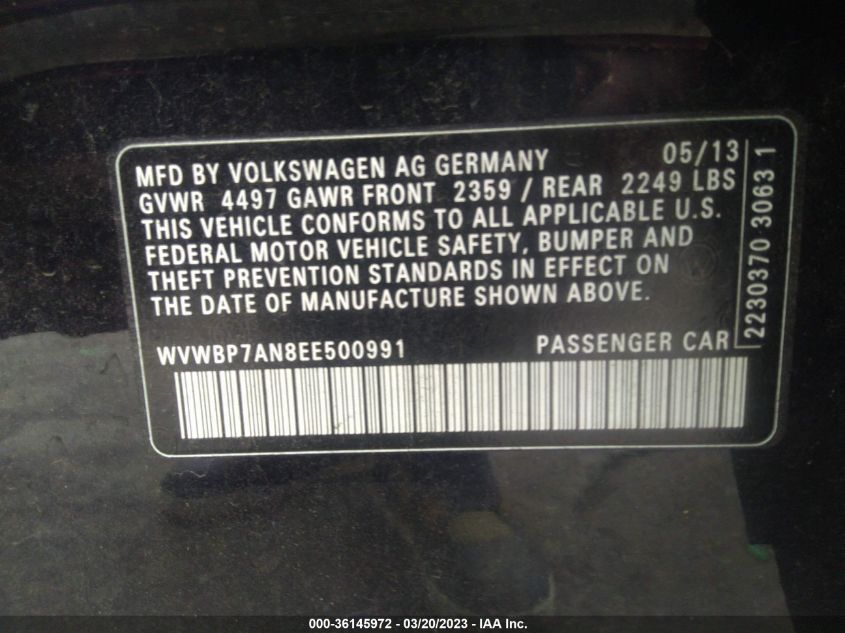 MFD BY VOLKSWAGEN AG GERMANY 05/13
GVWR 4497 GAWR FRONT 2359 / REAR 2249 LBS
THIS VEHICLE CONFORMS TO ALL APPLICABLE U.S.
FEDERAL MOTOR VEHICLE SAFETY, BUMPER AND
THEFT PREVENTION STANDARDS IN EFFECT ON
THE DATE OF MANUFACTURE SHOWN ABOVE.
WVWBP7AN8EE500991 PASSENGER CAR
2230370 3063 1
000-36145972 / 03/20/2023 - IAA Inc.